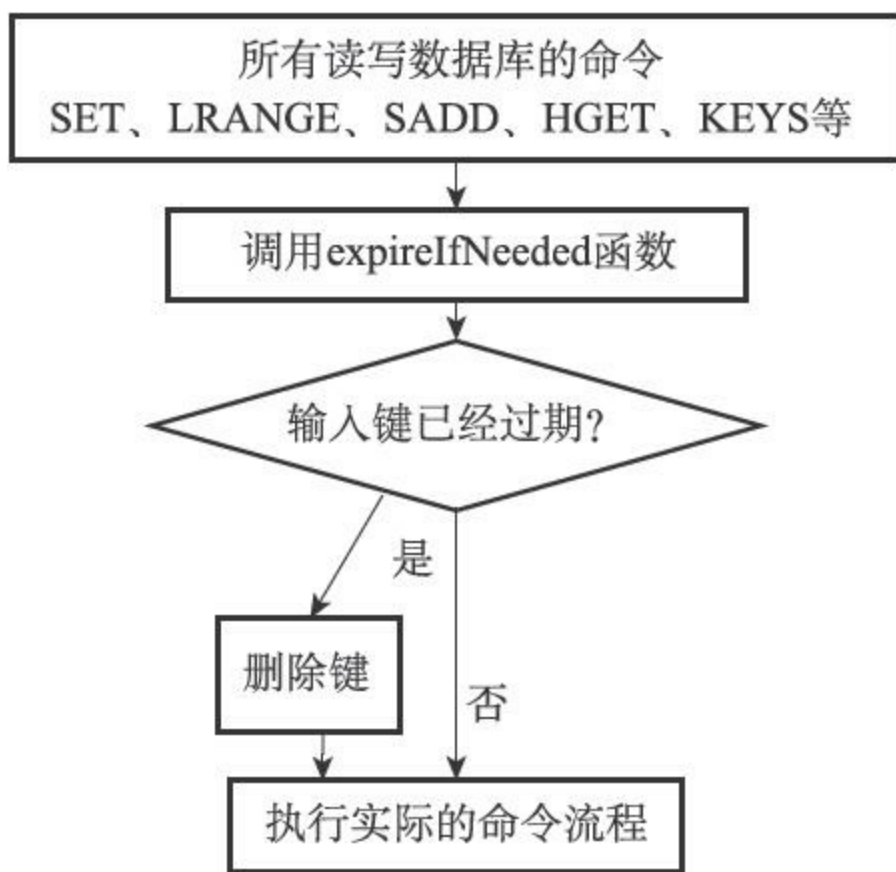 所有读写数据库的命令
SET、LRANGE、SADD、HGET、KEYS等
调用expireIfNeeded函数
输入键已经过期?
是
删除键
否
执行实际的命令流程